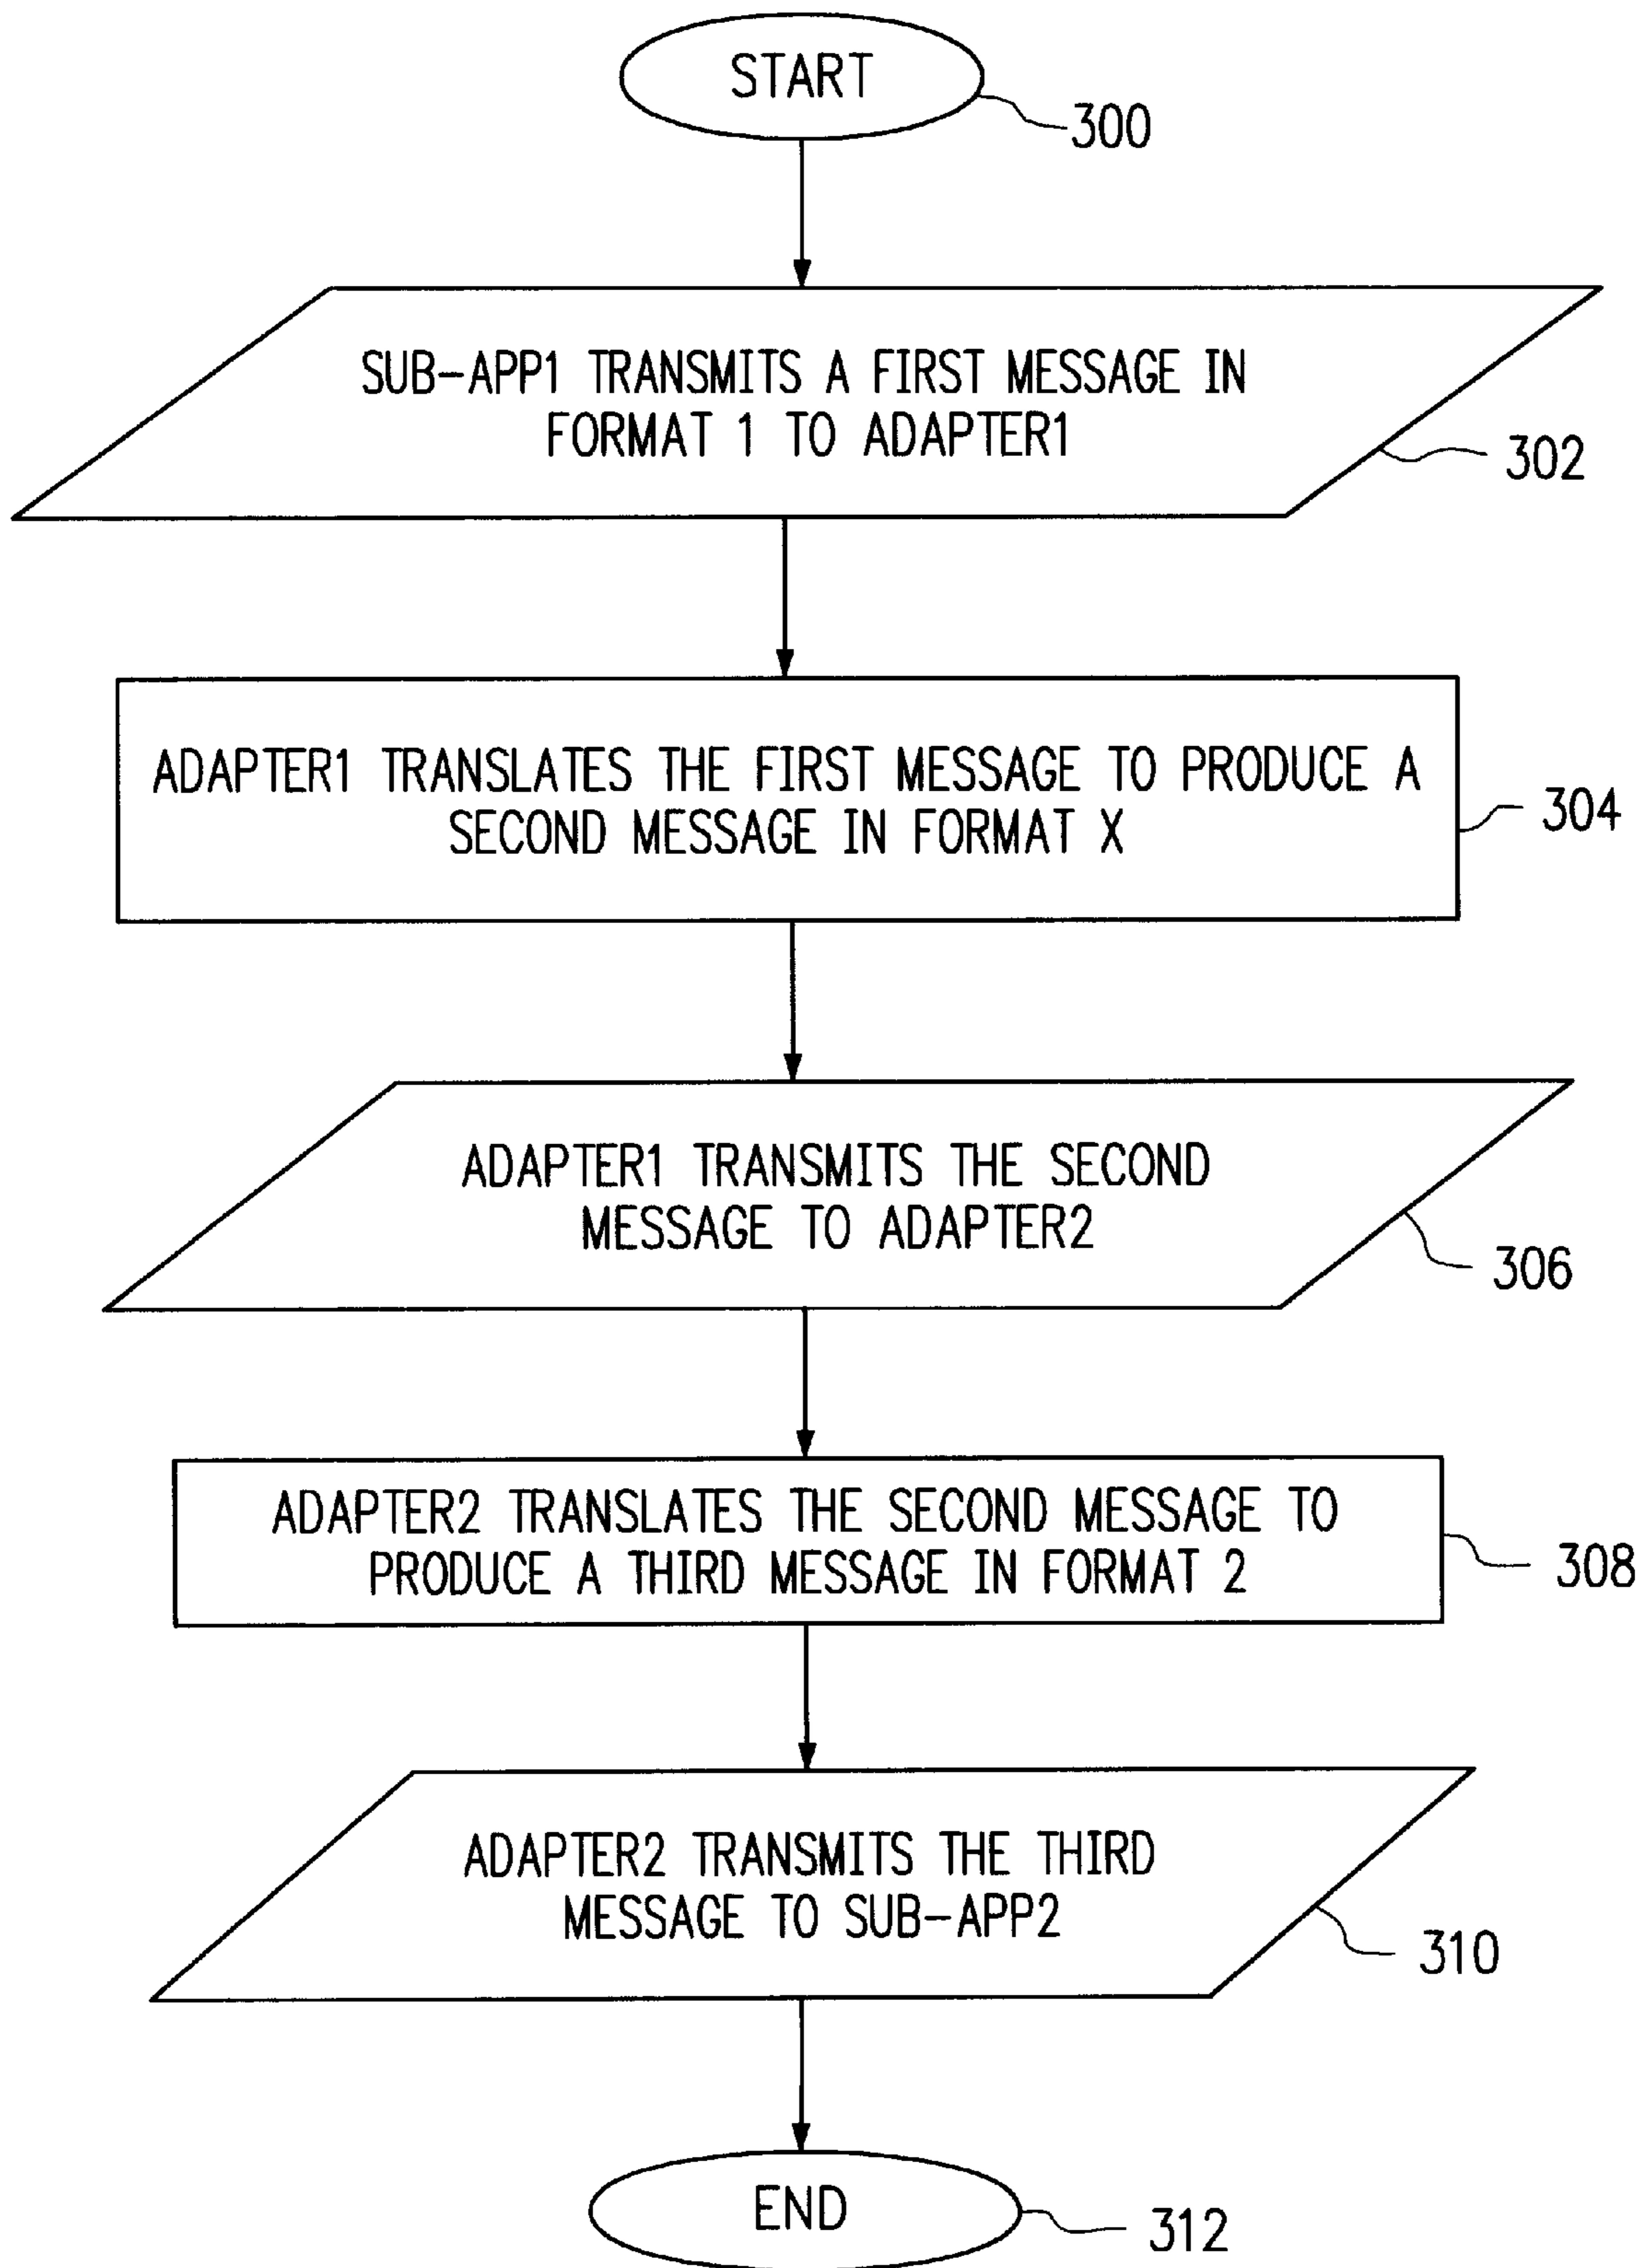 START
300
SUB-APP1 TRANSMITS A FIRST MESSAGE IN
FORMAT 1 TO ADAPTER1
302
ADAPTER1 TRANSLATES THE FIRST MESSAGE TO PRODUCE A
SECOND MESSAGE IN FORMAT X
304
ADAPTER1 TRANSMITS THE SECOND
MESSAGE TO ADAPTER2
306
ADAPTER2 TRANSLATES THE SECOND MESSAGE TO
PRODUCE A THIRD MESSAGE IN FORMAT 2
308
ADAPTER2 TRANSMITS THE THIRD
MESSAGE TO SUB-APP2
310
END
312